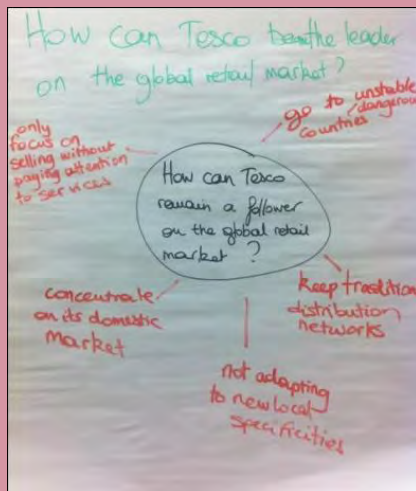 How can Tesco be the leader
on the global retail market?
only
focus on
selling without
paying attention
to services
go to unstable/
dangerous
countries
How can Tesco
remain a follower
on the global retail
market?
concentrate
on its domestic
market
keep tradition
distribution
networks
not adapting
to new local
specificities